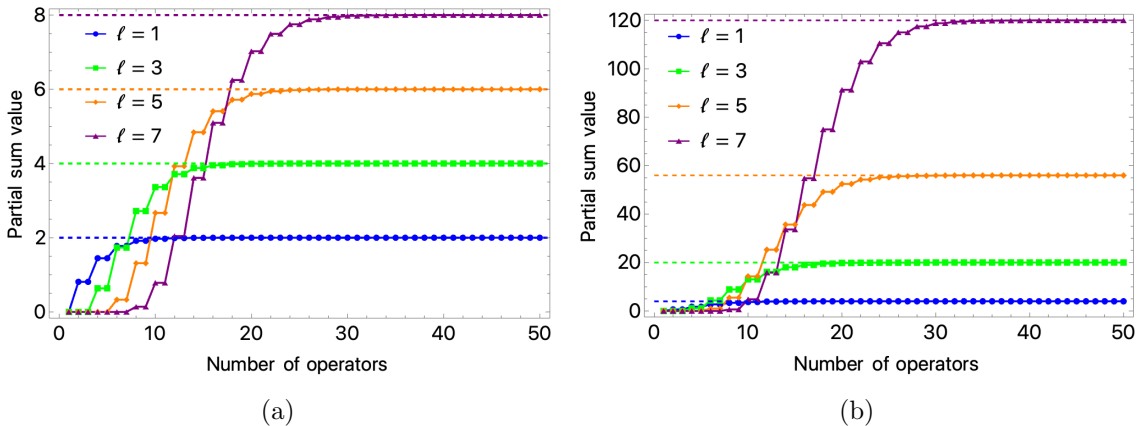 8
6
4
2
0
Partial sum value
ℓ = 1
ℓ = 3
ℓ = 5
ℓ = 7
0 10 20 30 40 50
Number of operators
(a)
120
100
80
60
40
20
0
Partial sum value
ℓ = 1
ℓ = 3
ℓ = 5
ℓ = 7
0 10 20 30 40 50
Number of operators
(b)